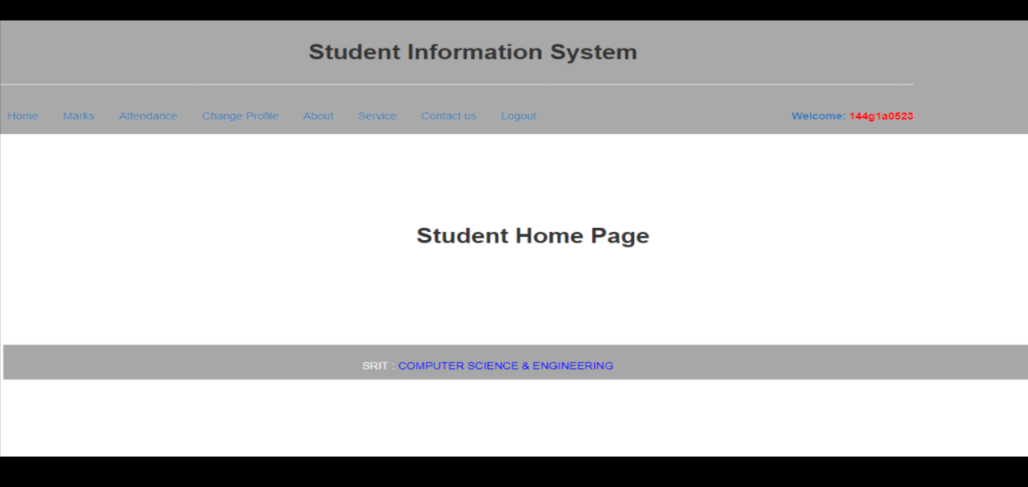 Student Information System
Home Marks Attendance Change Profile About Service Contact us Logout Welcome: 144g1a0523
Student Home Page
SRIT : COMPUTER SCIENCE & ENGINEERING